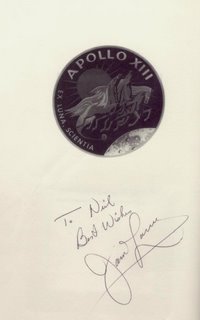 APOLLO XIII
EX LUNA SCIENTIA
To Neil
Best Wishes